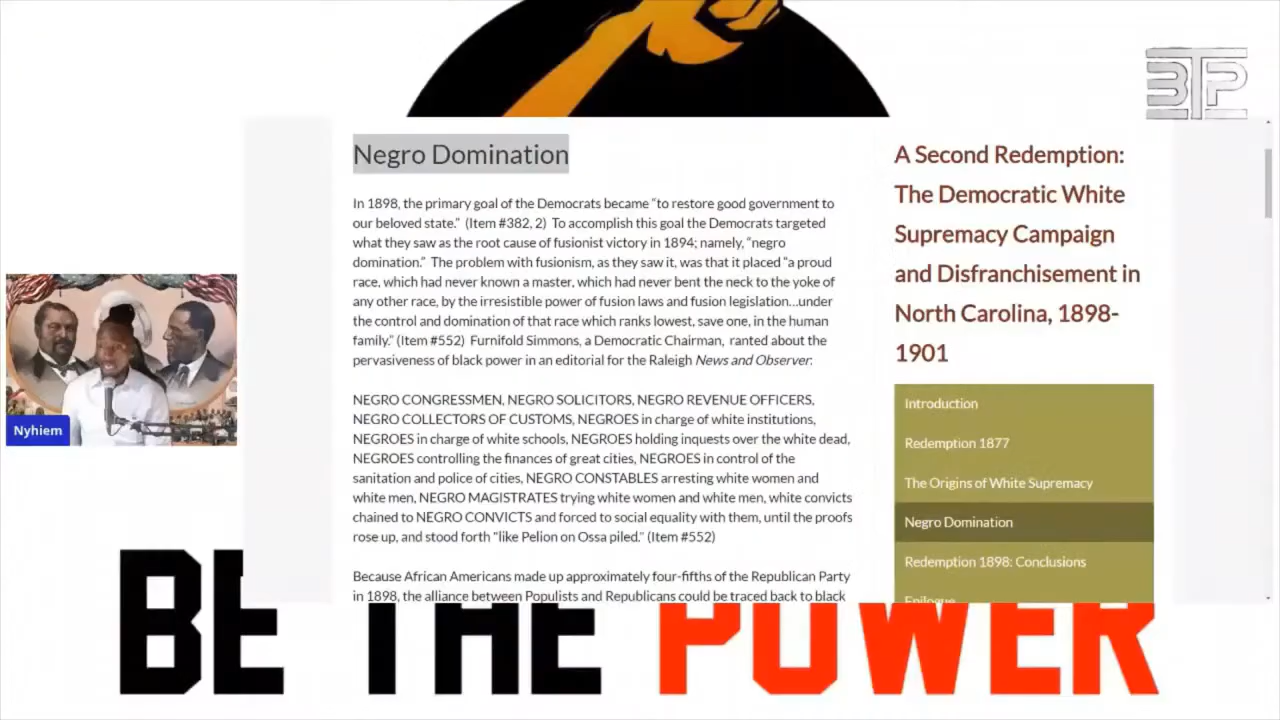 BTP
Negro Domination
In 1898, the primary goal of the Democrats became “to restore good government to
our beloved state.” (Item #382, 2) To accomplish this goal the Democrats targeted
what they saw as the root cause of fusionist victory in 1894; namely, “negro
domination.” The problem with fusionism, as they saw it, was that it placed “a proud
race, which had never known a master, which had never bent the neck to the yoke of
any other race, by the irresistible power of fusion laws and fusion legislation…under
the control and domination of that race which ranks lowest, save one, in the human
family.” (Item #552) Furnifold Simmons, a Democratic Chairman, ranted about the
pervasiveness of black power in an editorial for the Raleigh News and Observer:
NEGRO CONGRESSMEN, NEGRO SOLICITORS, NEGRO REVENUE OFFICERS,
NEGRO COLLECTORS OF CUSTOMS, NEGROES in charge of white institutions,
NEGROES in charge of white schools, NEGROES holding inquests over the white dead,
NEGROES controlling the finances of great cities, NEGROES in control of the
sanitation and police of cities, NEGRO CONSTABLES arresting white women and
white men, NEGRO MAGISTRATES trying white women and white men, white convicts
chained to NEGRO CONVICTS and forced to social equality with them, until the proofs
rose up, and stood forth "like Pelion on Ossa piled." (Item #552)
Because African Americans made up approximately four-fifths of the Republican Party
in 1898, the alliance between Populists and Republicans could be traced back to black
A Second Redemption:
The Democratic White
Supremacy Campaign
and Disfranchisement in
North Carolina, 1898-
1901
Introduction
Redemption 1877
The Origins of White Supremacy
Negro Domination
Redemption 1898: Conclusions
Epilogue
Nyhiem
BE THE POWER